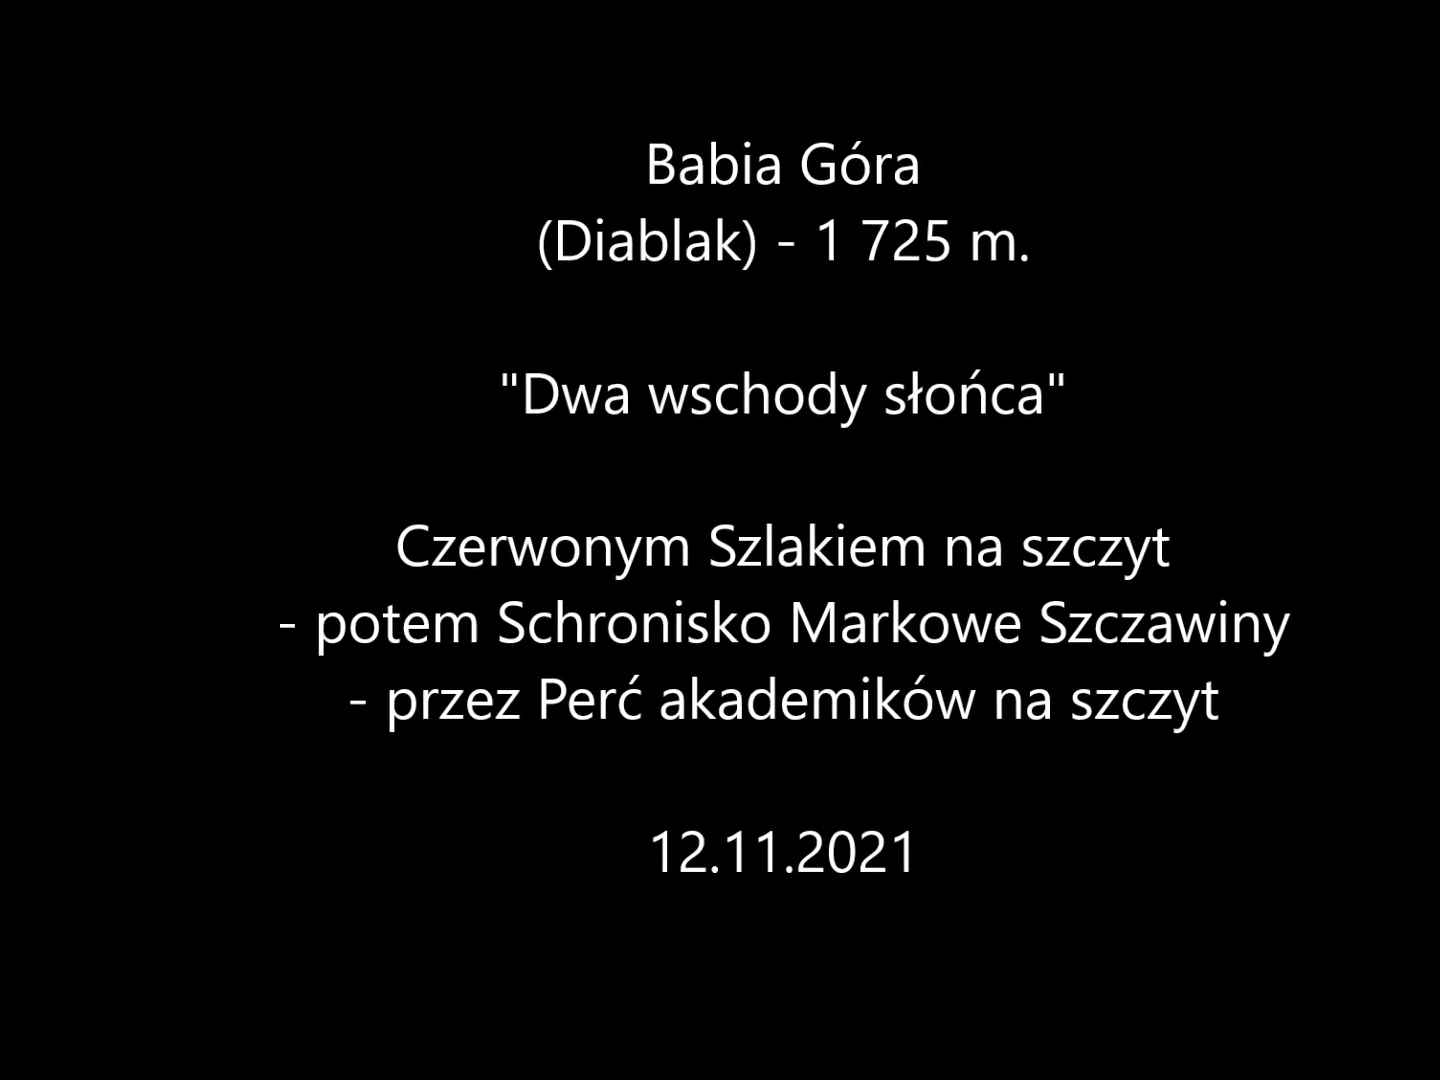 Babia Góra
(Diablak) - 1 725 m.
"Dwa wschody słońca"
Czerwonym Szlakiem na szczyt
- potem Schronisko Markowe Szczawiny
- przez Perć akademików na szczyt
12.11.2021